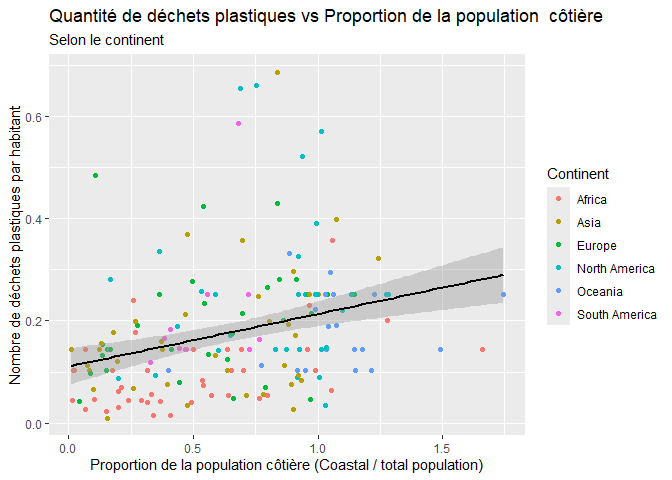 Quantité de déchets plastiques vs Proportion de la population  côtière
Selon le continent
Nombre de déchets plastiques par habitant
0.6
0.4
0.2
0.0
0.0
0.5
1.0
1.5
Proportion de la population côtière (Coastal / total population)
Continent
Africa
Asia
Europe
North America
Oceania
South America